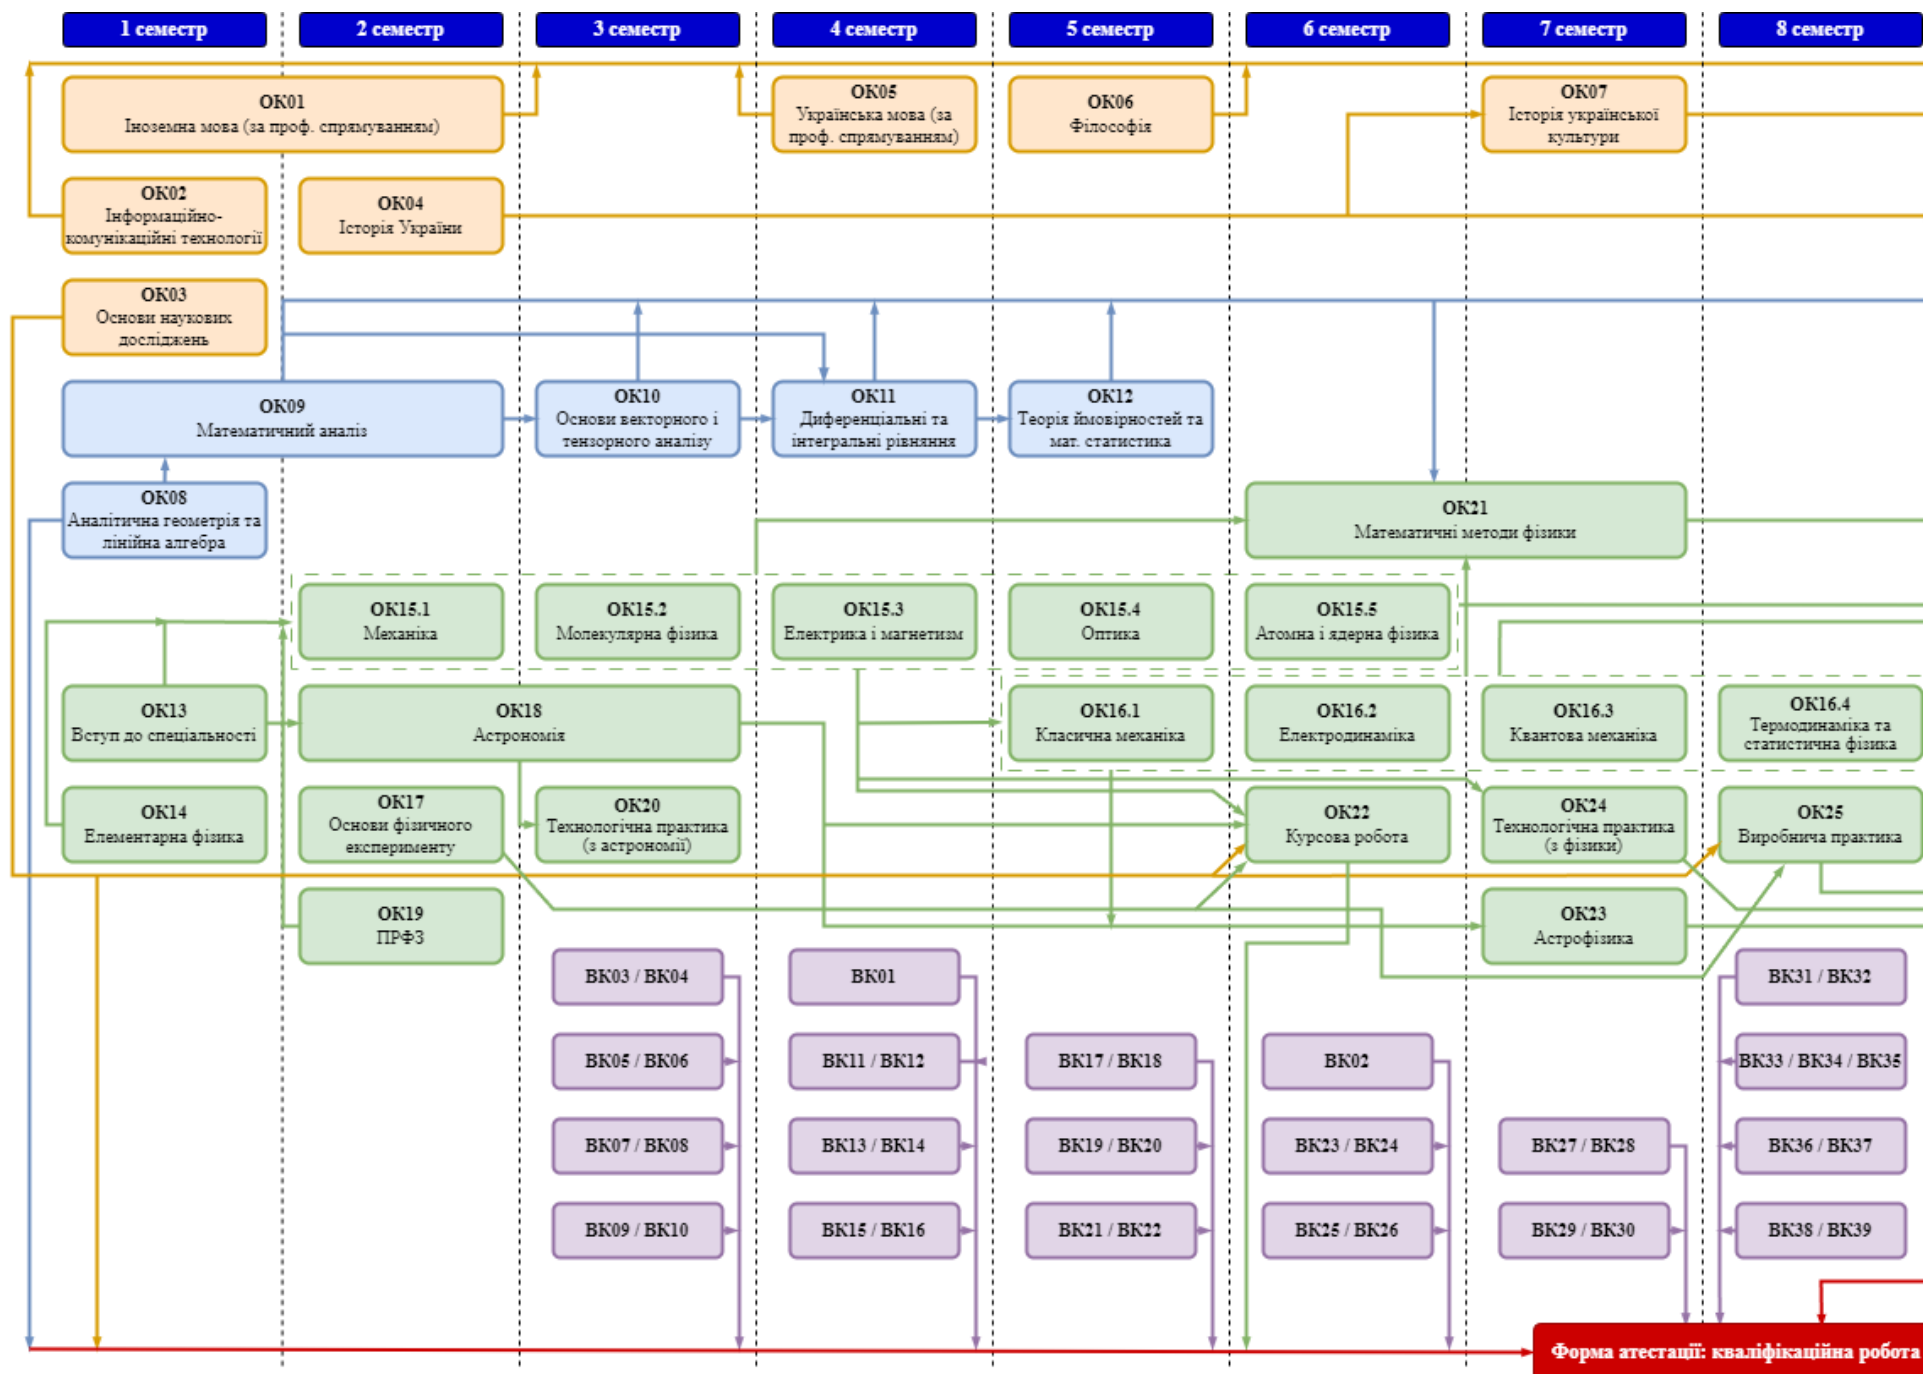 1 семестр
2 семестр
3 семестр
4 семестр
5 семестр
6 семестр
7 семестр
8 семестр
ОК01
Іноземна мова (за проф. спрямуванням)
ОК05
Українська мова (за
проф. спрямуванням)
ОК06
Філософія
ОК07
Історія української
культури
ОК02
Інформаційно-
комунікаційні технології
ОК04
Історія України
ОК03
Основи наукових
досліджень
ОК09
Математичний аналіз
ОК10
Основи векторного і
тензорного аналізу
ОК11
Диференціальні та
інтегральні рівняння
ОК12
Теорія ймовірностей та
мат. статистика
ОК08
Аналітична геометрія та
лінійна алгебра
ОК21
Математичні методи фізики
ОК15.1
Механіка
ОК15.2
Молекулярна фізика
ОК15.3
Електрика і магнетизм
ОК15.4
Оптика
ОК15.5
Атомна і ядерна фізика
ОК13
Вступ до спеціальності
ОК18
Астрономія
ОК16.1
Класична механіка
ОК16.2
Електродинаміка
ОК16.3
Квантова механіка
ОК16.4
Термодинаміка та
статистична фізика
ОК14
Елементарна фізика
ОК17
Основи фізичного
експерименту
ОК20
Технологічна практика
(з астрономії)
ОК22
Курсова робота
ОК24
Технологічна практика
(з фізики)
ОК25
Виробнича практика
ОК19
ПРФЗ
ОК23
Астрофізика
ВК03 / ВК04
ВК01
ВК31 / ВК32
ВК05 / ВК06
ВК11 / ВК12
ВК17 / ВК18
ВК02
ВК33 / ВК34 / ВК35
ВК07 / ВК08
ВК13 / ВК14
ВК19 / ВК20
ВК23 / ВК24
ВК27 / ВК28
ВК36 / ВК37
ВК09 / ВК10
ВК15 / ВК16
ВК21 / ВК22
ВК25 / ВК26
ВК29 / ВК30
ВК38 / ВК39
Форма атестації: кваліфікаційна робота